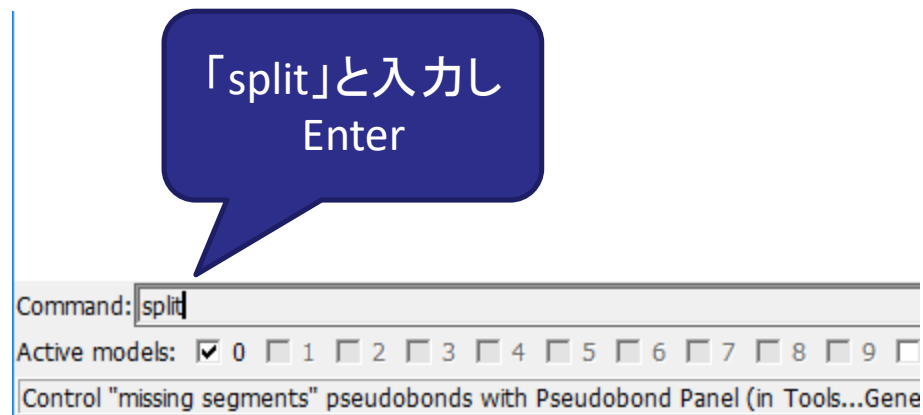 「split」と入力し
Enter
Command: split
Active models: 0 1 2 3 4 5 6 7 8 9
Control "missing segments" pseudobonds with Pseudobond Panel (in Tools...Gene